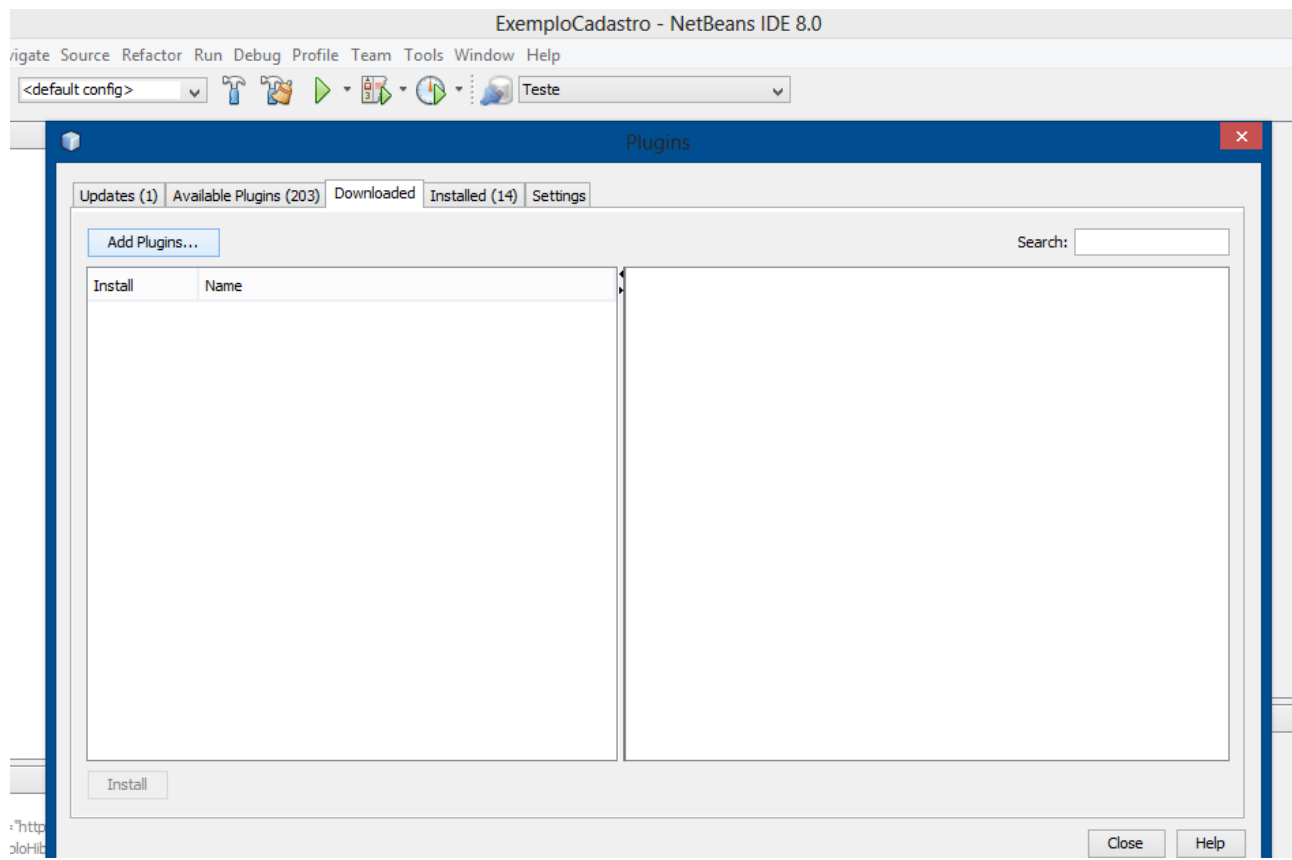 ExemploCadastro - NetBeans IDE 8.0
vigate Source Refactor Run Debug Profile Team Tools Window Help
<default config> Teste
Plugins
Updates (1) Available Plugins (203) Downloaded Installed (14) Settings
Add Plugins... Search:
Install Name
Install
="http
oloHib
Close Help